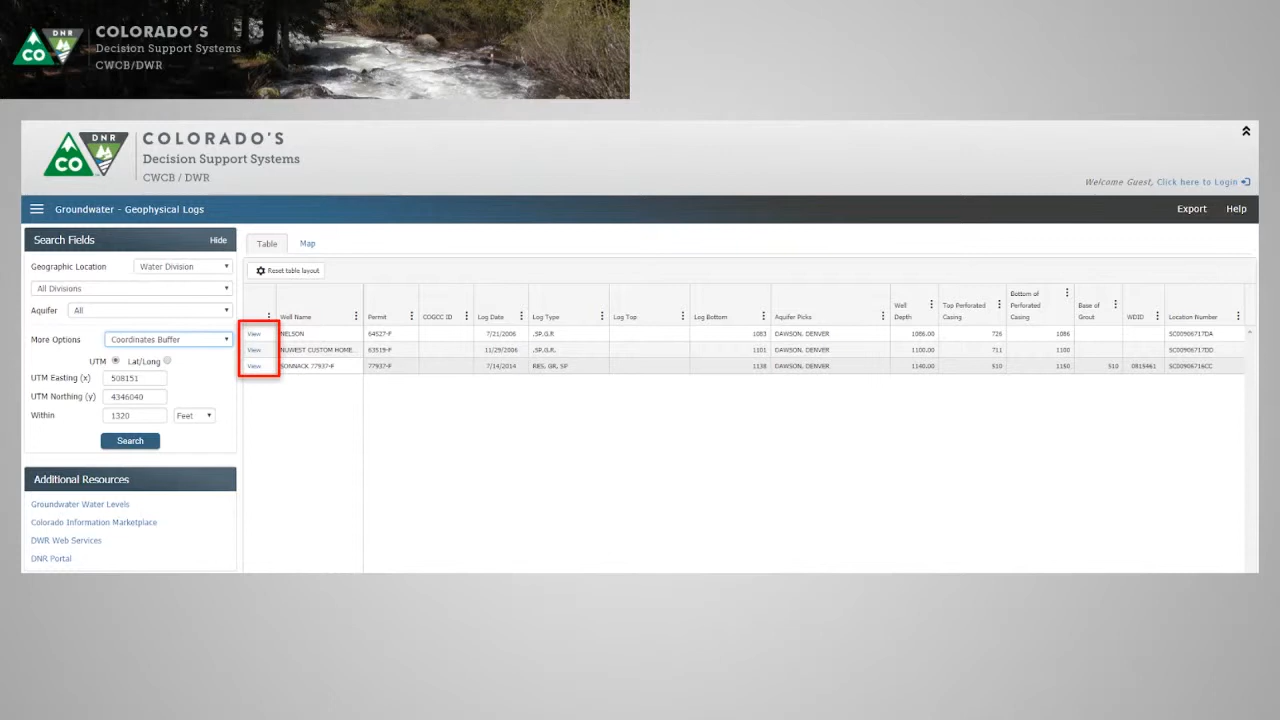 COLORADO'S
Decision Support Systems
CWCB/DWR
COLORADO'S
Decision Support Systems
CWCB / DWR
DNR
CO
DNR
CO
Welcome Guest, Click here to Login
Groundwater - Geophysical Logs Export Help
Search Fields Hide
Geographic Location Water Division
All Divisions
Aquifer All
More Options Coordinates Buffer
UTM Lat/Long
UTM Easting (x) 508151
UTM Northing (y) 4346040
Within 1320 Feet
Search
Additional Resources
Groundwater Water Levels
Colorado Information Marketplace
DWR Web Services
DNR Portal
Table Map
Reset table layout
Well Name Permit COGCC ID Log Date Log Type Log Top Log Bottom Aquifer Picks Well Depth Top Perforated Casing Bottom of Perforated Casing Base of Grout WDID Location Number
View NELSON 64527-F 7/21/2006 .SP,G.R 1083 DAWSON, DENVER 1086.00 726 1086 SC00906717DA
View NUWEST CUSTOM HOME... 63519-F 11/29/2006 .SP,G.R. 1101 DAWSON, DENVER 1100.00 711 1100 SC00906717DD
View SONNACK 77937-F 77937-F 7/14/2014 RES, GR, SP 1138 DAWSON, DENVER 1140.00 510 1150 510 0815461 SC00906716CC